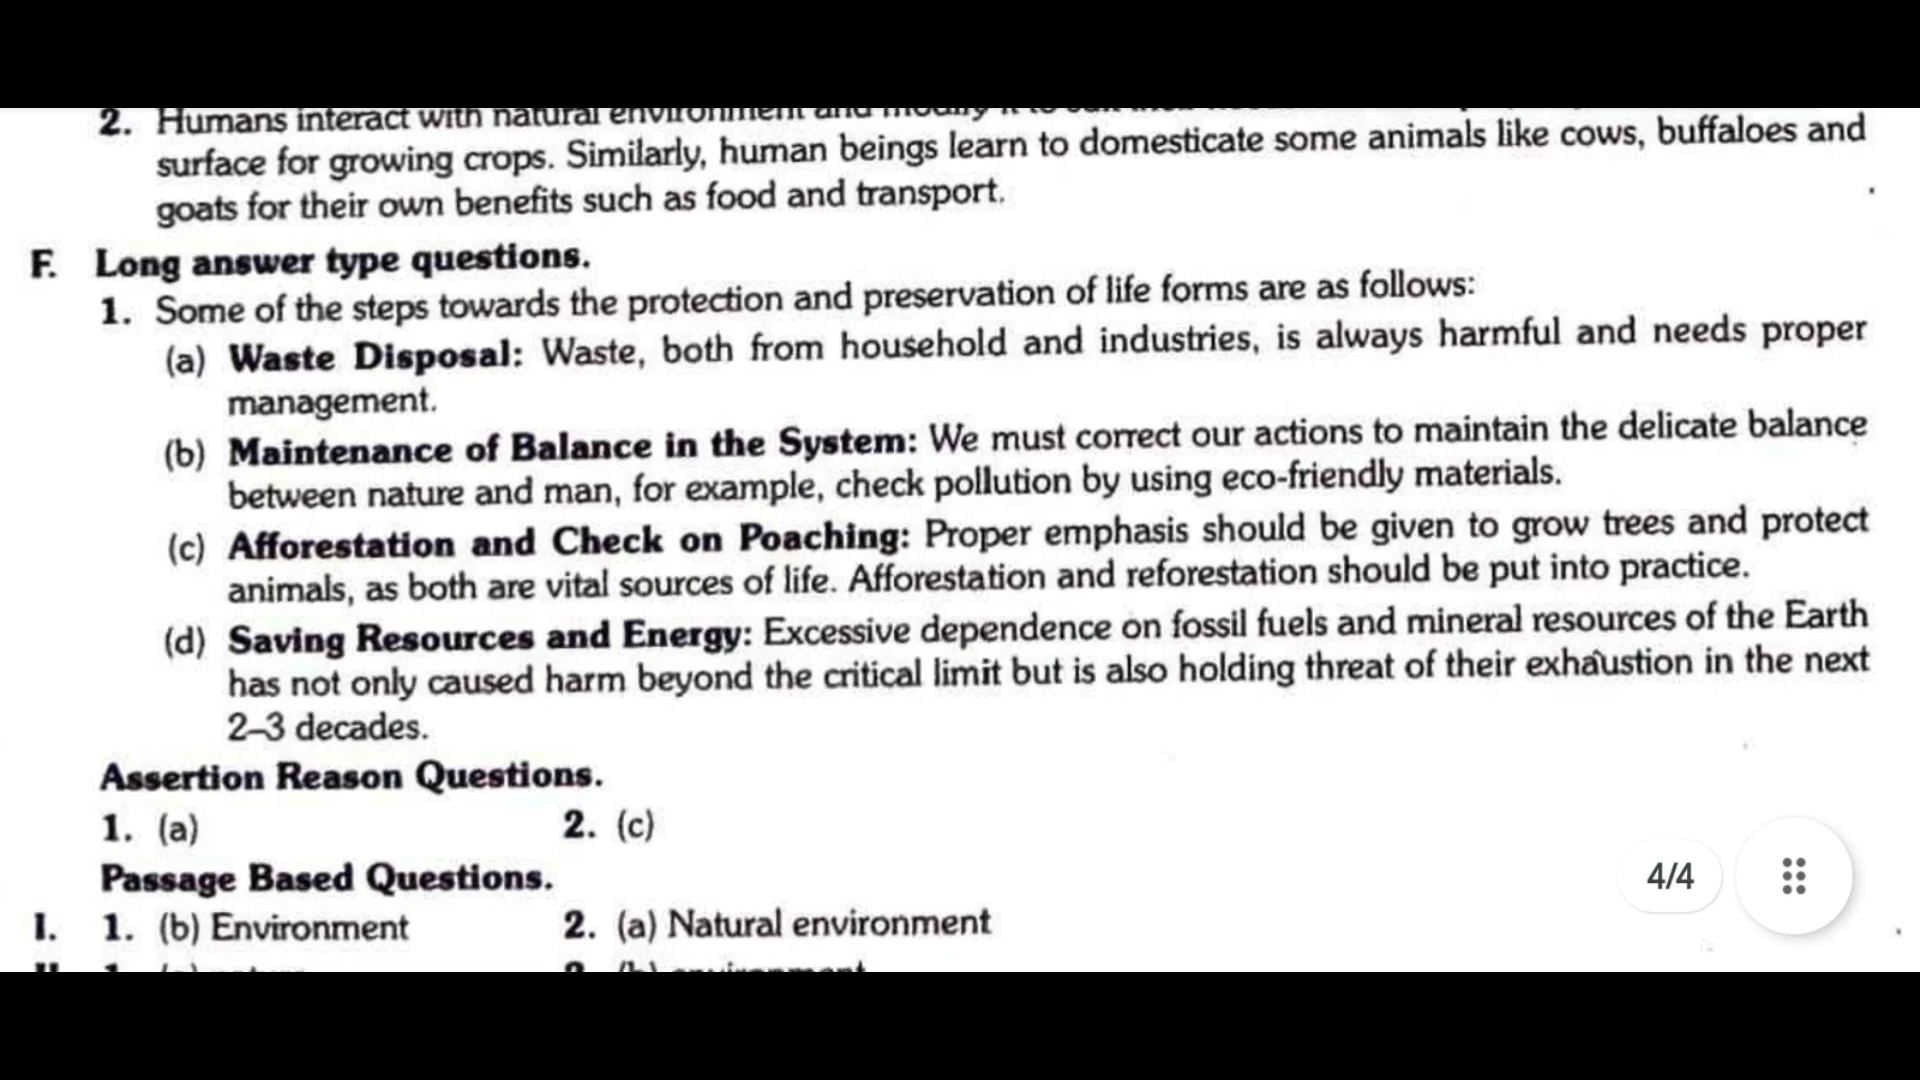 2. Humans interact with natural environment and modify it to suit their
surface for growing crops. Similarly, human beings learn to domesticate some animals like cows, buffaloes and
goats for their own benefits such as food and transport.
F. Long answer type questions.
1. Some of the steps towards the protection and preservation of life forms are as follows:
(a) Waste Disposal: Waste, both from household and industries, is always harmful and needs proper
management.
(b) Maintenance of Balance in the System: We must correct our actions to maintain the delicate balance
between nature and man, for example, check pollution by using eco-friendly materials.
(c) Afforestation and Check on Poaching: Proper emphasis should be given to grow trees and protect
animals, as both are vital sources of life. Afforestation and reforestation should be put into practice.
(d) Saving Resources and Energy: Excessive dependence on fossil fuels and mineral resources of the Earth
has not only caused harm beyond the critical limit but is also holding threat of their exhaustion in the next
2–3 decades.
Assertion Reason Questions.
1. (a) 2. (c)
Passage Based Questions.
4/4
I. 1. (b) Environment 2. (a) Natural environment